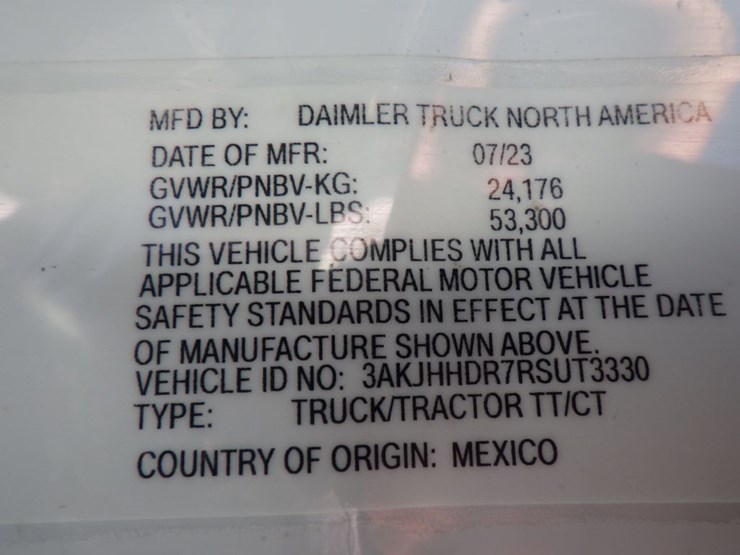 MFD BY: DAIMLER TRUCK NORTH AMERICA
DATE OF MFR: 07/23
GVWR/PNBV-KG: 24,176
GVWR/PNBV-LBS: 53,300
THIS VEHICLE COMPLIES WITH ALL
APPLICABLE FEDERAL MOTOR VEHICLE
SAFETY STANDARDS IN EFFECT AT THE DATE
OF MANUFACTURE SHOWN ABOVE.
VEHICLE ID NO: 3AKJHHDR7RSUT3330
TYPE: TRUCK/TRACTOR TT/CT
COUNTRY OF ORIGIN: MEXICO